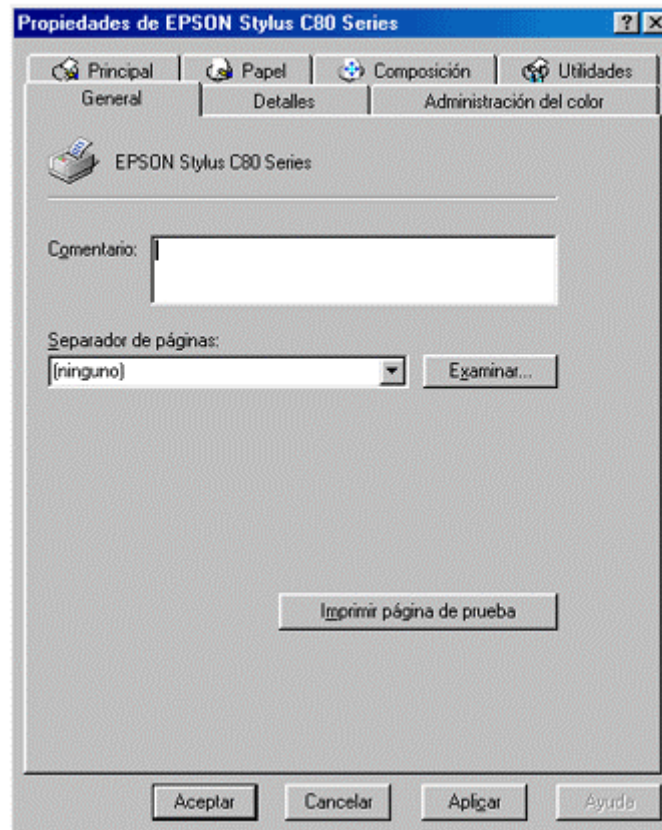 Propiedades de EPSON Stylus C80 Series
Principal Papel Composición Utilidades
General Detalles Administración del color
EPSON Stylus C80 Series
Comentario:
Separador de páginas:
(ninguno) Examinar...
Imprimir página de prueba
Aceptar Cancelar Aplicar Ayuda